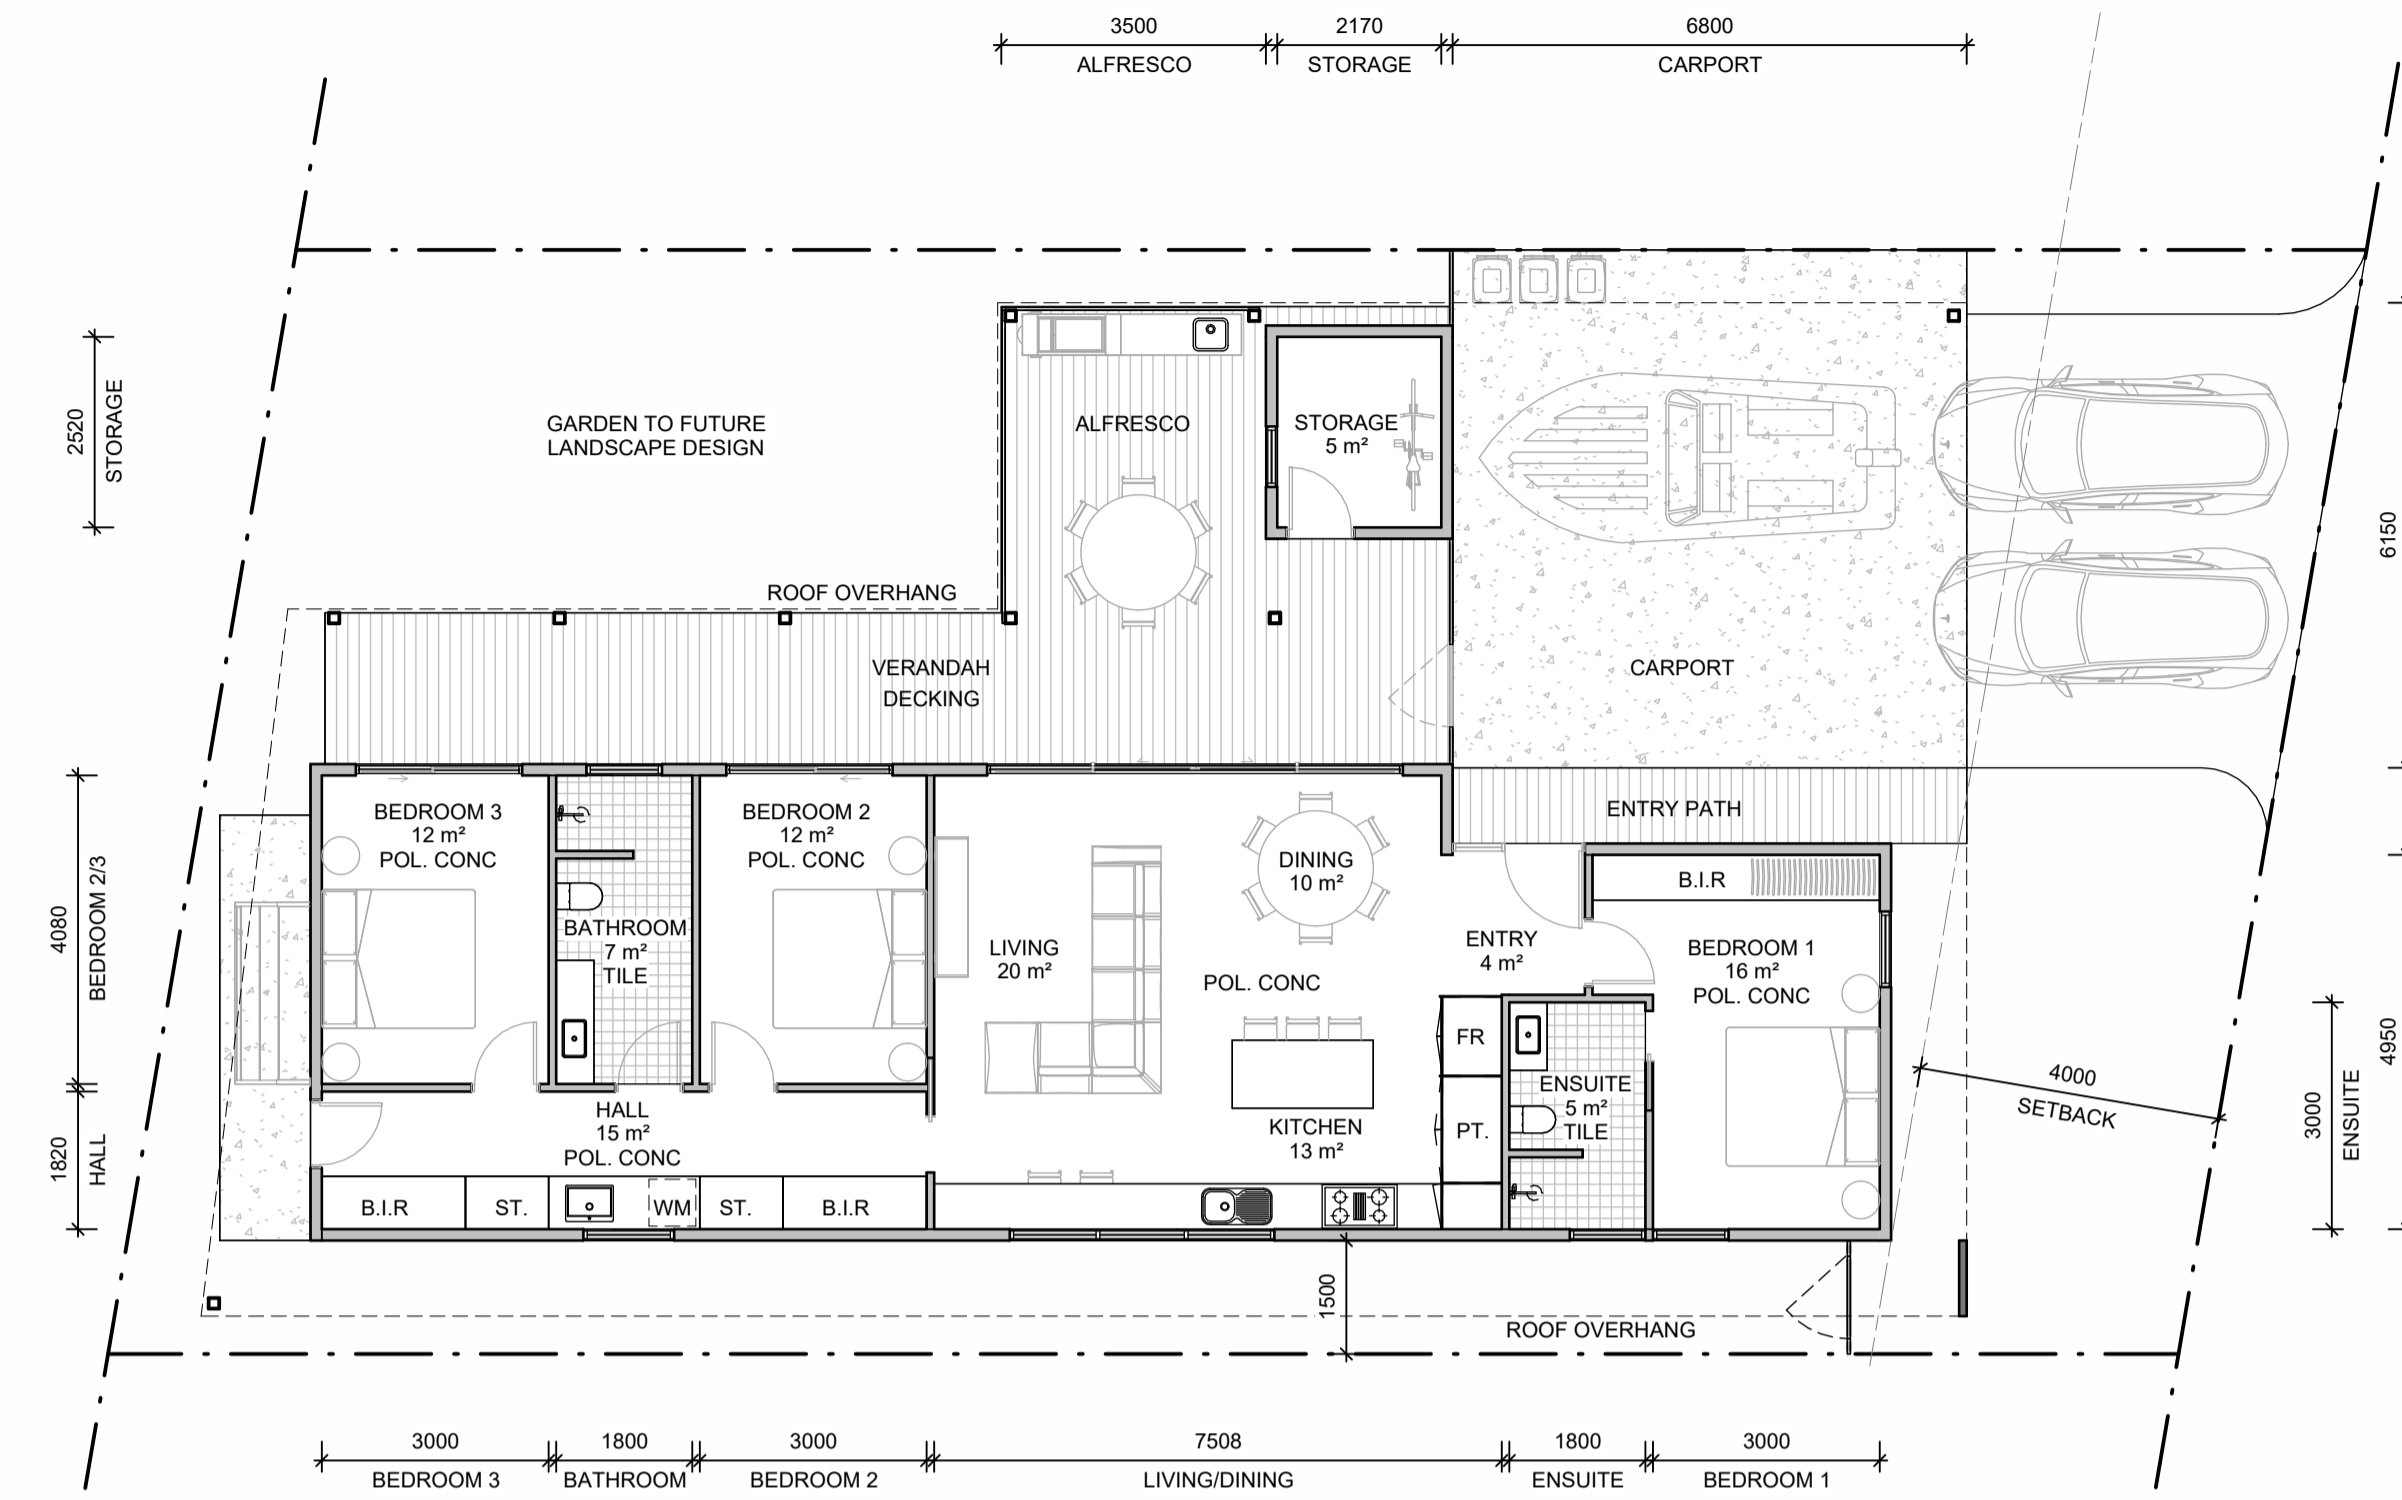 3500
2170
6800
ALFRESCO
STORAGE
CARPORT
2520
STORAGE
GARDEN TO FUTURE
LANDSCAPE DESIGN
ALFRESCO
STORAGE
5 m²
6150
ROOF OVERHANG
VERANDAH
DECKING
CARPORT
ENTRY PATH
4080
BEDROOM 2/3
BEDROOM 3
12 m²
POL. CONC
BATHROOM
7 m²
TILE
BEDROOM 2
12 m²
POL. CONC
LIVING
20 m²
DINING
10 m²
POL. CONC
ENTRY
4 m²
B.I.R
BEDROOM 1
16 m²
POL. CONC
FR
PT.
KITCHEN
13 m²
ENSUITE
5 m²
TILE
4950
4000
SETBACK
3000
ENSUITE
1820
HALL
HALL
15 m²
POL. CONC
B.I.R
ST.
WM
ST.
B.I.R
1500
ROOF OVERHANG
3000
1800
3000
7508
1800
3000
BEDROOM 3
BATHROOM
BEDROOM 2
LIVING/DINING
ENSUITE
BEDROOM 1